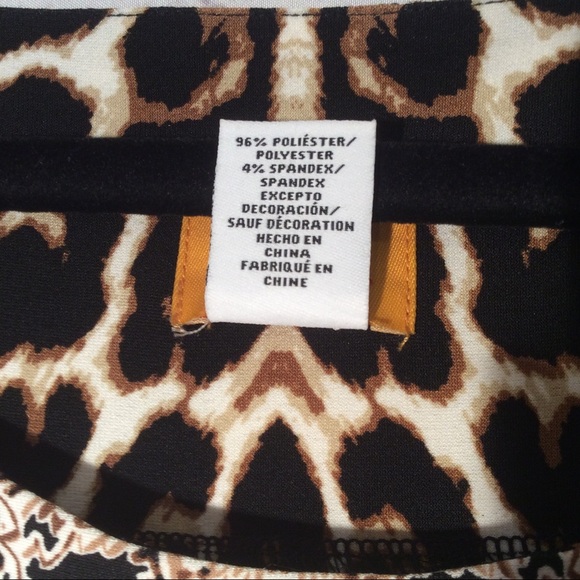 96% POLIÉSTER/
POLYESTER
4% SPANDEX/
SPANDEX
EXCEPTO
DECORACIÓN/
SAUF DÉCORATION
HECHO EN
CHINA
FABRIQUÉ EN
CHINE